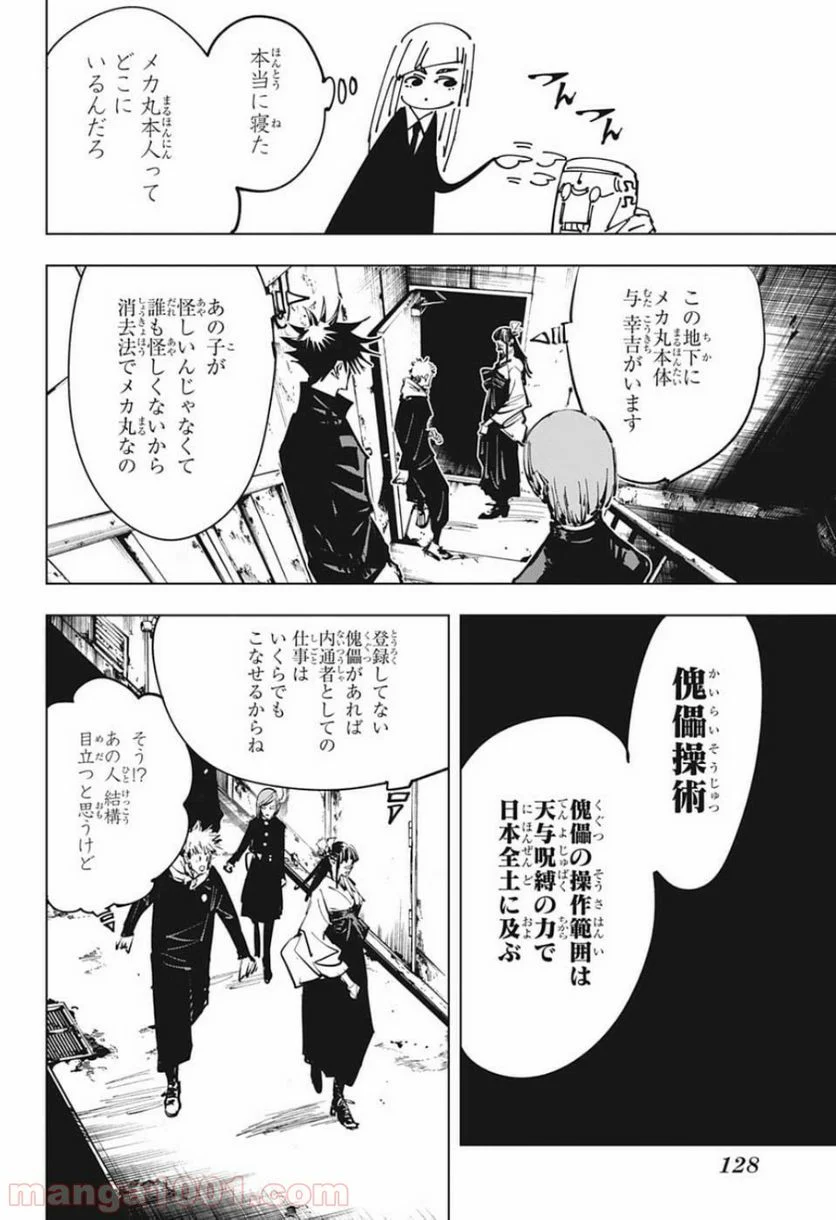 本当に寝た
メカ丸本人って
どこに
いるんだろ
つんつん
この地下に
メカ丸本体
与 幸吉がいます
あの子が
怪しいんじゃなくて
誰も怪しくないから
消去法でメカ丸なの
傀儡操術
傀儡の操作範囲は
天与呪縛の力で
日本全土に及ぶ
登録してない
傀儡があれば
内通者としての
仕事は
いくらでも
こなせるからね
そう!?
あの人 結構
目立つと思うけど
128
manga1001.com